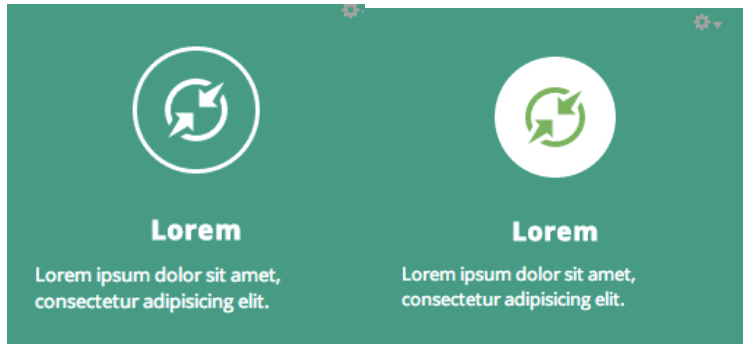 Lorem
Lorem ipsum dolor sit amet,
consectetur adipisicing elit.
Lorem
Lorem ipsum dolor sit amet,
consectetur adipisicing elit.